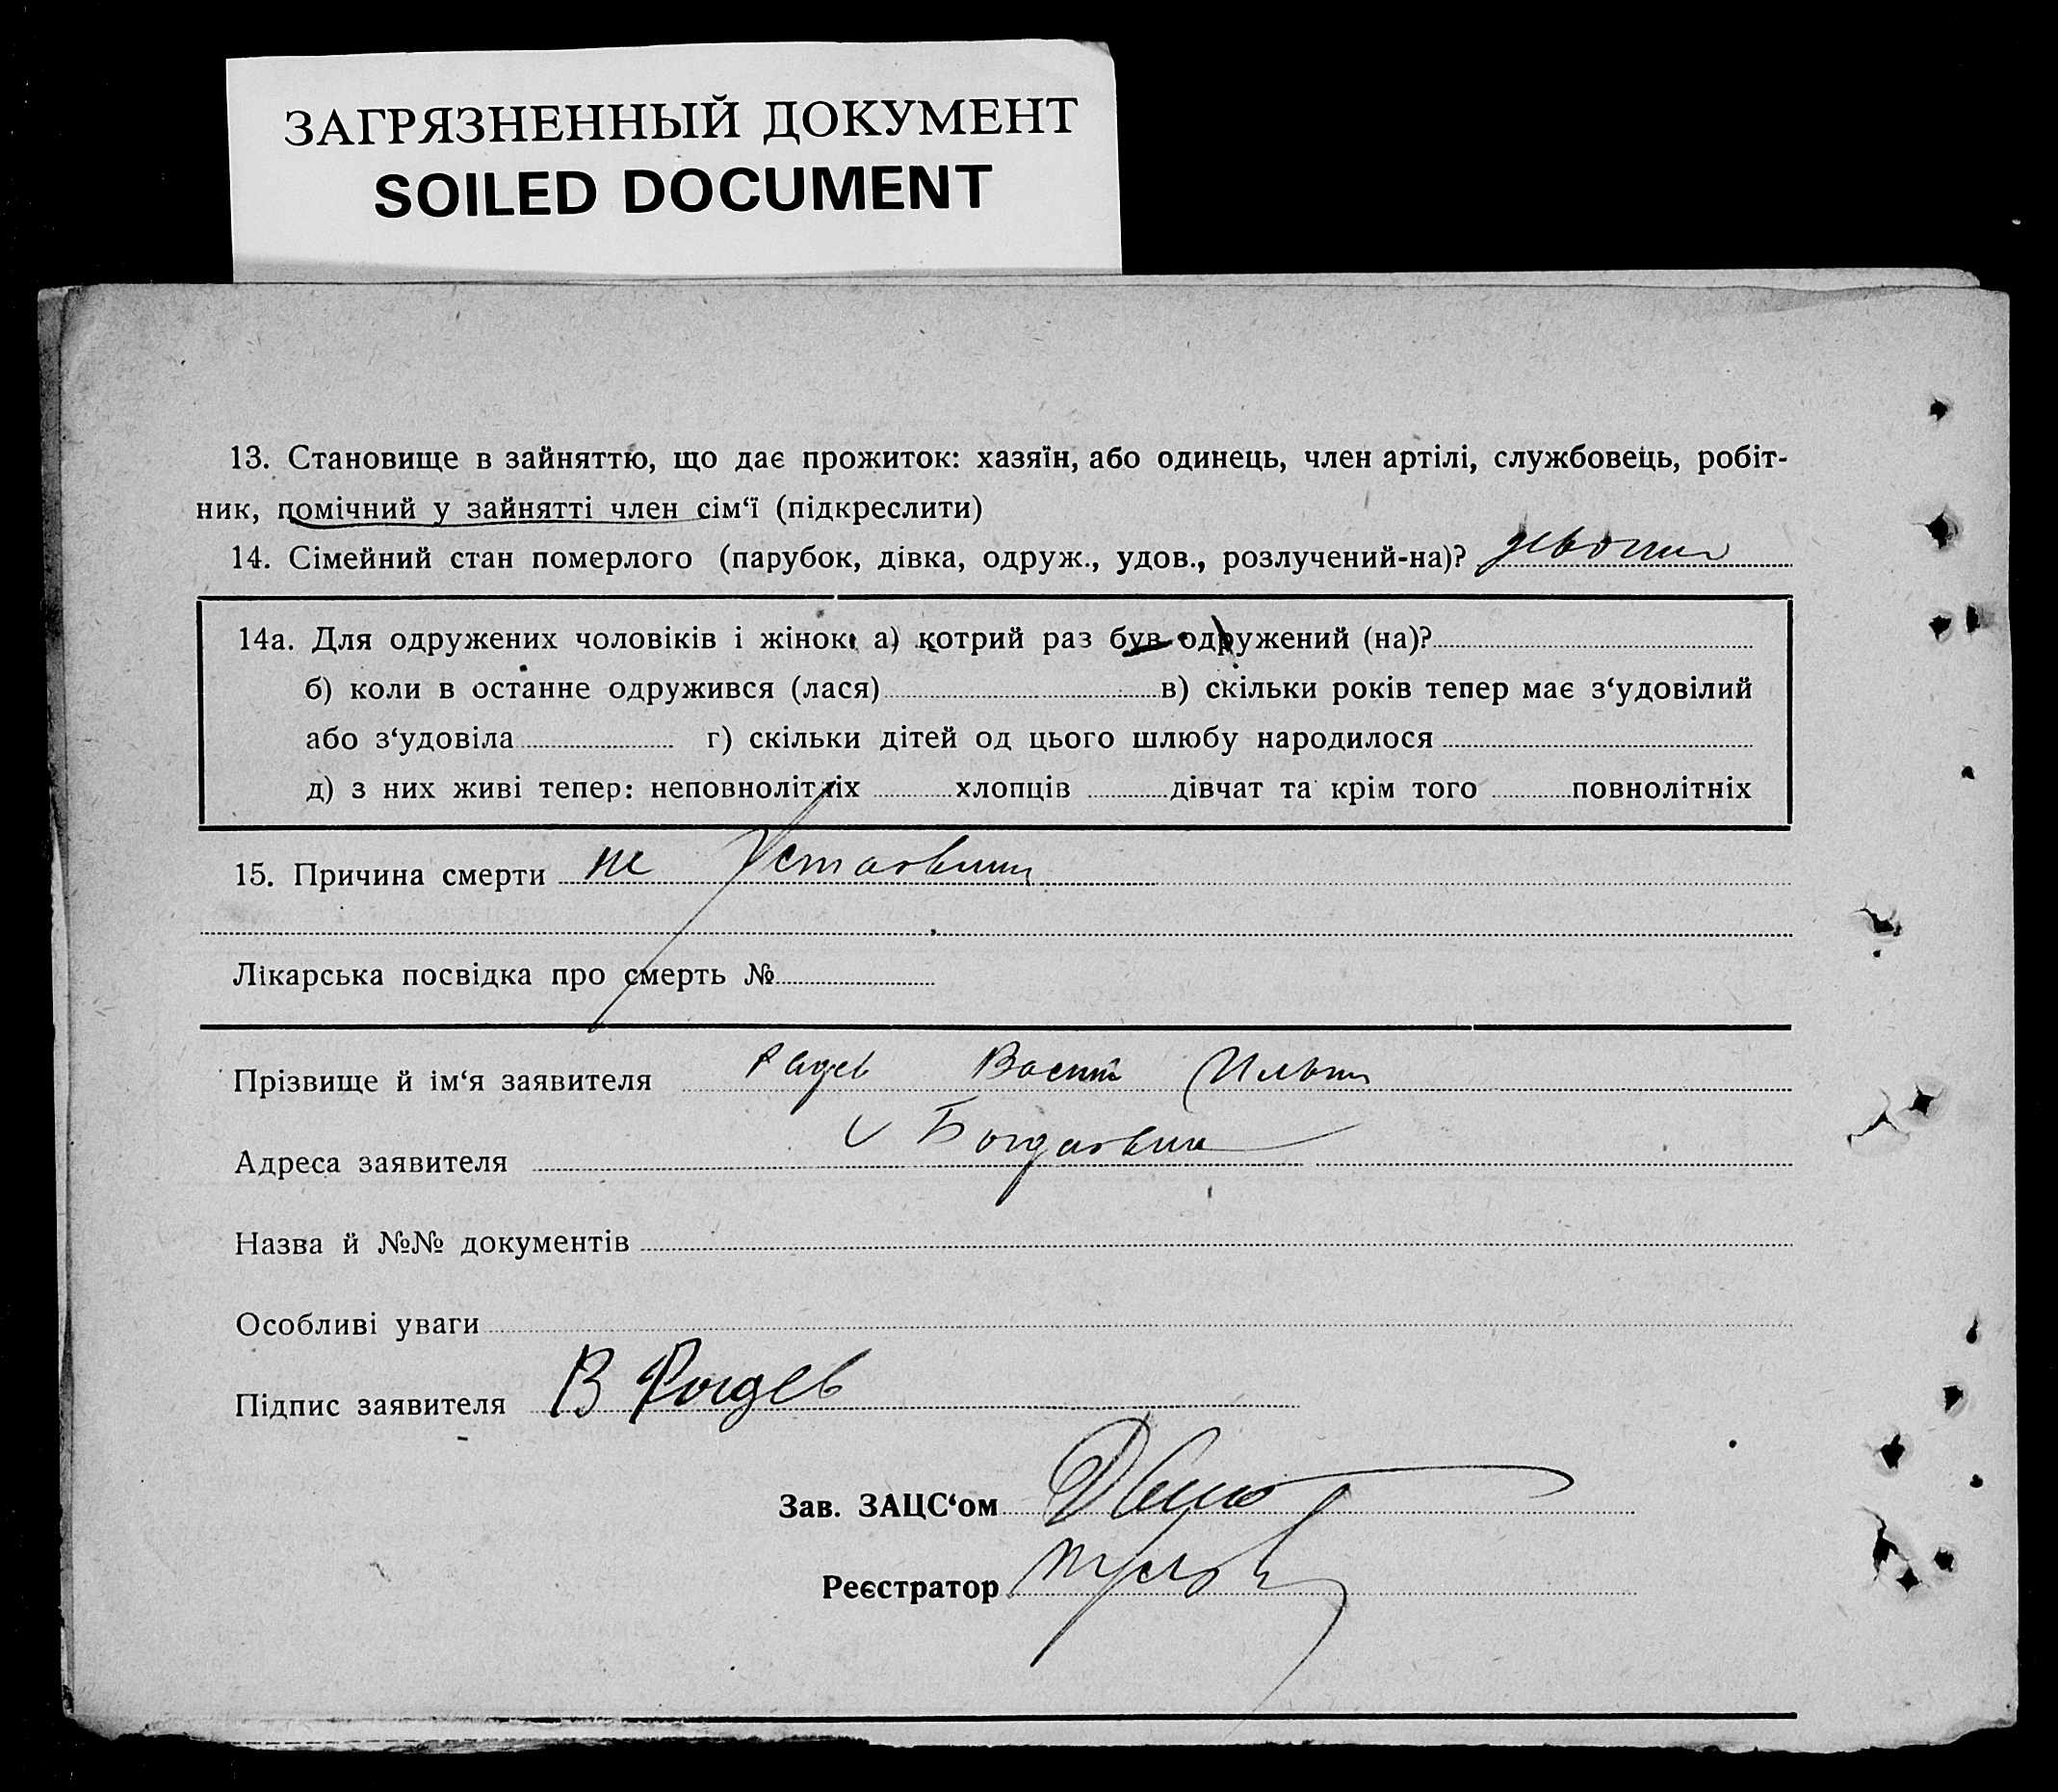 ЗАГРЯЗНЕННЫЙ ДОКУМЕНТ
SOILED DOCUMENT
13. Становище в зайняттю, що дає прожиток: хазяїн, або одинець, член артілі, службовець, робіт-
ник, помічний у зайнятті член сім‘ї (підкреслити)
14. Сімейний стан померлого (парубок, дівка, одруж., удов., розлучений-на)?
14а. Для одружених чоловіків і жінок: а) котрий раз був одружений (на)?
б) коли в останне одружився (лася) в) скільки років тепер має з‘удовілий
або з‘удовіла г) скільки дітей од цього шлюбу народилося
д) з них живі тепер: неповнолітніх хлопців дівчат та крім того повнолітніх
15. Причина смерти не
Лікарська посвідка про смерть №
Прізвище й ім‘я заявителя Радев
Адреса заявителя
Назва й №№ документів
Особливі уваги
Підпис заявителя В Радев
Зав. ЗАЦС‘ом
Реєстратор